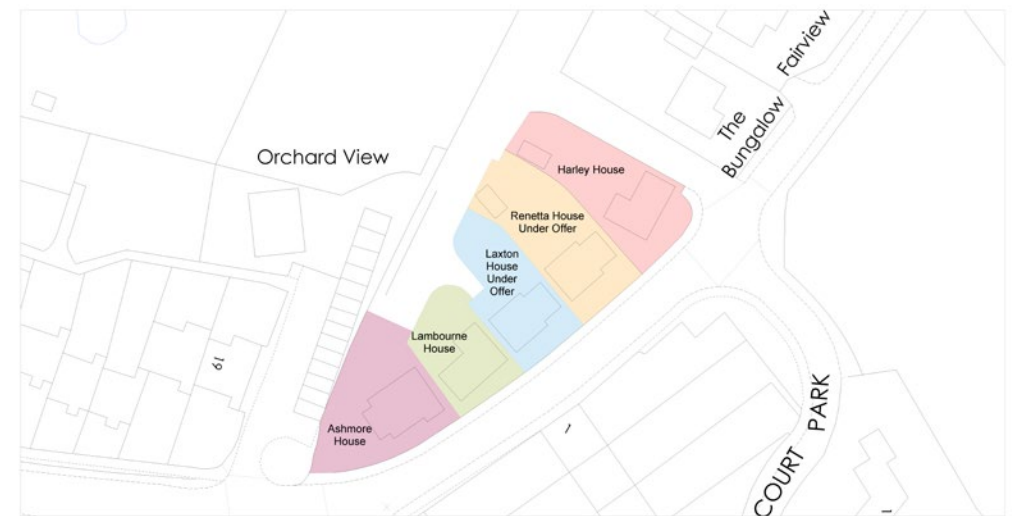 Fairview
The
Bungalow
Orchard View
Harley House
Renetta House
Under Offer
Laxton
House
Under
Offer
Lambourne
House
19
Ashmore
House
1
COURT PARK
1